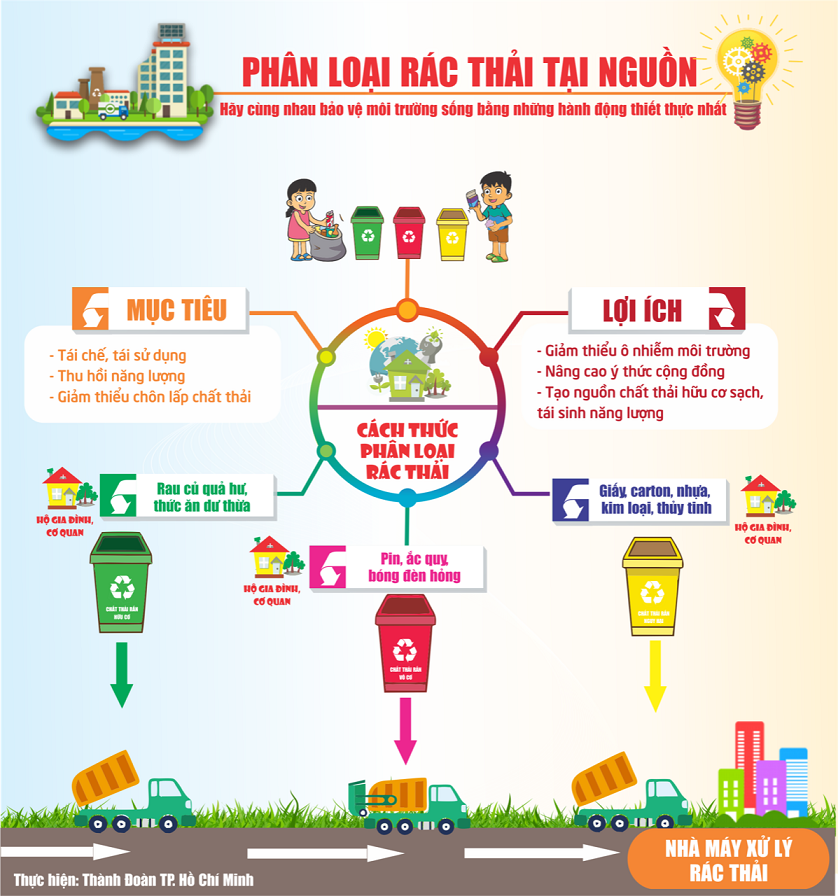 PHÂN LOẠI RÁC THẢI TẠI NGUỒN
Hãy cùng nhau bảo vệ môi trường sống bằng những hành động thiết thực nhất
MỤC TIÊU
- Tái chế, tái sử dụng
- Thu hồi năng lượng
- Giảm thiểu chôn lấp chất thải
LỢI ÍCH
- Giảm thiểu ô nhiễm môi trường
- Nâng cao ý thức cộng đồng
- Tạo nguồn chất thải hữu cơ sạch,
tái sinh năng lượng
CÁCH THỨC
PHÂN LOẠI
RÁC THẢI
HỘ GIA ĐÌNH,
CƠ QUAN
Rau củ quả hư,
thức ăn dư thừa
CHẤT THẢI RẮN
HỮU CƠ
HỘ GIA ĐÌNH,
CƠ QUAN
Pin, ắc quy,
bóng đèn hỏng
CHẤT THẢI RẮN
VÔ CƠ
Giấy, carton, nhựa,
kim loại, thủy tinh
HỘ GIA ĐÌNH,
CƠ QUAN
CHẤT THẢI RẮN
NHÀ MÁY XỬ LÝ
RÁC THẢI
Thực hiện: Thành Đoàn TP. Hồ Chí Minh